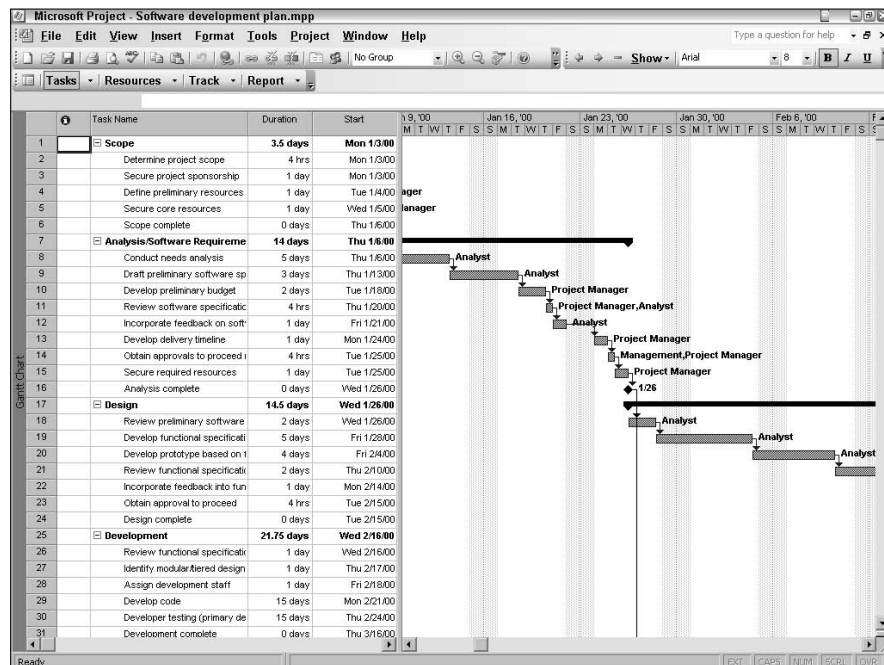 Microsoft Project - Software development plan.mpp
File Edit View Insert Format Tools Project Window Help Type a question for help
No Group Show Arial 8 B I U
Tasks Resources Track Report
Task Name Duration Start 9, '00 Jan 16, '00 Jan 23, '00 Jan 30, '00 Feb 6, '00 F
M T W T F S S M T W T F S S M T W T F S S M T W T F S S M T W T F S S
1 Scope 3.5 days Mon 1/3/00
2 Determine project scope 4 hrs Mon 1/3/00
3 Secure project sponsorship 1 day Mon 1/3/00
4 Define preliminary resources 1 day Tue 1/4/00 ager
5 Secure core resources 1 day Wed 1/5/00 lanager
6 Scope complete 0 days Thu 1/6/00
7 Analysis/Software Requireme 14 days Thu 1/6/00
8 Conduct needs analysis 5 days Thu 1/6/00 Analyst
9 Draft preliminary software sp 3 days Thu 1/13/00 Analyst
10 Develop preliminary budget 2 days Tue 1/18/00 Project Manager
11 Review software specificatic 4 hrs Thu 1/20/00 Project Manager,Analyst
12 Incorporate feedback on soft 1 day Fri 1/21/00 Analyst
13 Develop delivery timeline 1 day Mon 1/24/00 Project Manager
14 Obtain approvals to proceed 4 hrs Tue 1/25/00 Management,Project Manager
15 Secure required resources 1 day Tue 1/25/00 Project Manager
16 Analysis complete 0 days Wed 1/26/00 1/26
17 Design 14.5 days Wed 1/26/00
18 Review preliminary software 2 days Wed 1/26/00 Analyst
19 Develop functional specificati 5 days Fri 1/28/00 Analyst
20 Develop prototype based on f 4 days Fri 2/4/00 Analyst
21 Review functional specificatic 2 days Thu 2/10/00
22 Incorporate feedback into fun 1 day Mon 2/14/00
23 Obtain approval to proceed 4 hrs Tue 2/15/00
24 Design complete 0 days Tue 2/15/00
25 Development 21.75 days Wed 2/16/00
26 Review functional specificatic 1 day Wed 2/16/00
27 Identify modular/tiered design 1 day Thu 2/17/00
28 Assign development staff 1 day Fri 2/18/00
29 Develop code 15 days Mon 2/21/00
30 Developer testing (primary de 15 days Thu 2/24/00
31 Development complete 0 days Thu 3/16/00
Gantt Chart
Ready EXT CAPS NUM SCRL OVR